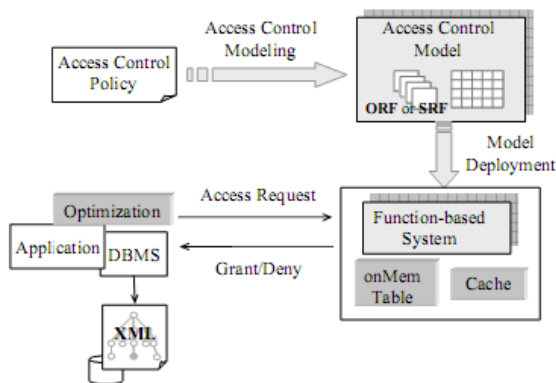 Access Control
Policy
Access Control
Modeling
Access Control
Model
ORF or SRF
Model
Deployment
Optimization
Application
DBMS
XML
Access Request
Grant/Deny
Function-based
System
onMem
Table
Cache